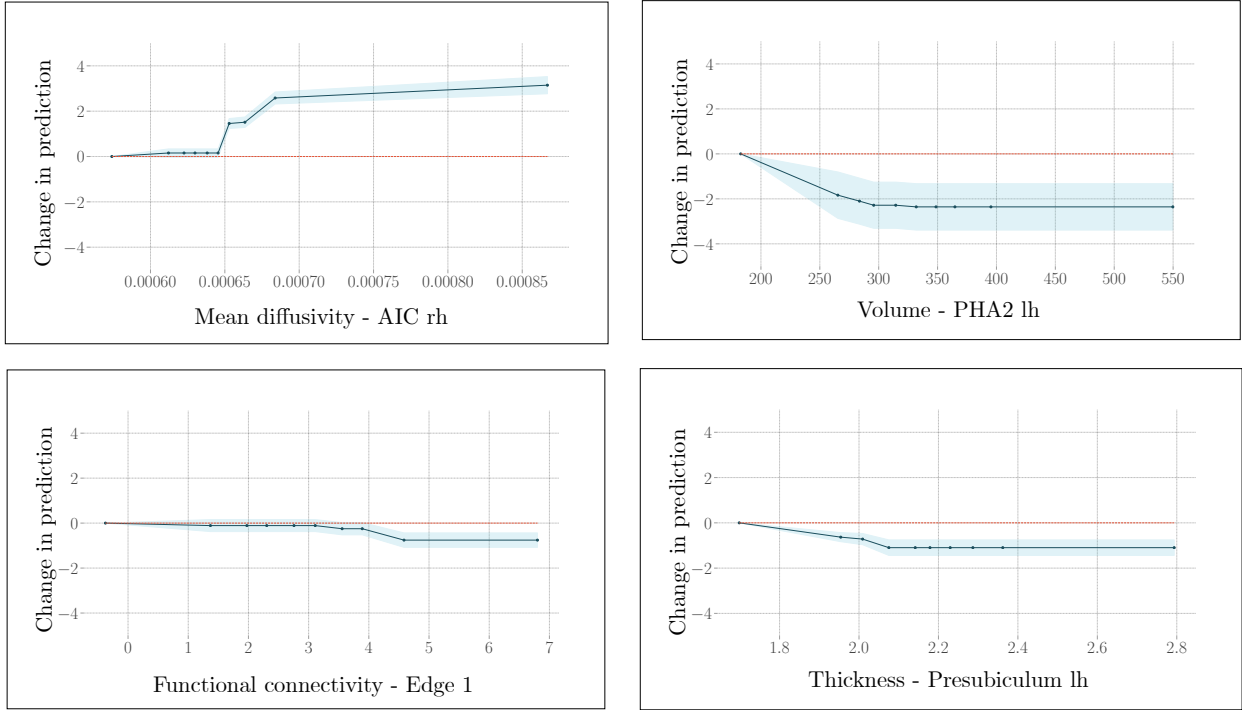 Change in prediction
4
2
0
−2
−4
0.00060 0.00065 0.00070 0.00075 0.00080 0.00085
Mean diffusivity - AIC rh
Change in prediction
4
2
0
−2
−4
200 250 300 350 400 450 500 550
Volume - PHA2 lh
Change in prediction
4
2
0
−2
−4
0 1 2 3 4 5 6 7
Functional connectivity - Edge 1
Change in prediction
4
2
0
−2
−4
1.8 2.0 2.2 2.4 2.6 2.8
Thickness - Presubiculum lh